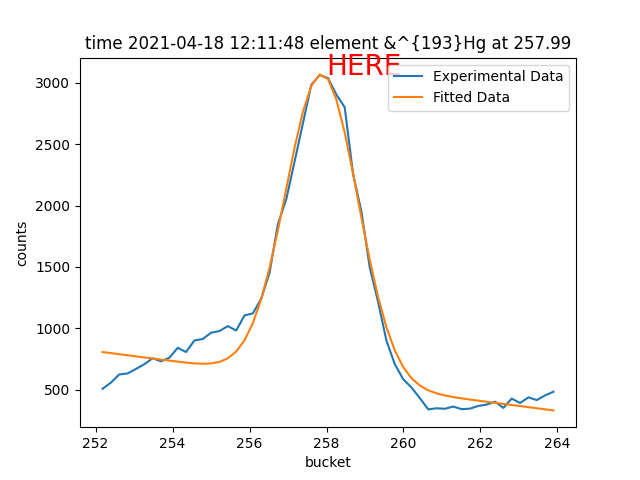 time 2021-04-18 12:11:48 element &^{193}Hg at 257.99
HERE
Experimental Data
Fitted Data
counts
3000
2500
2000
1500
1000
500
252 254 256 258 260 262 264
bucket